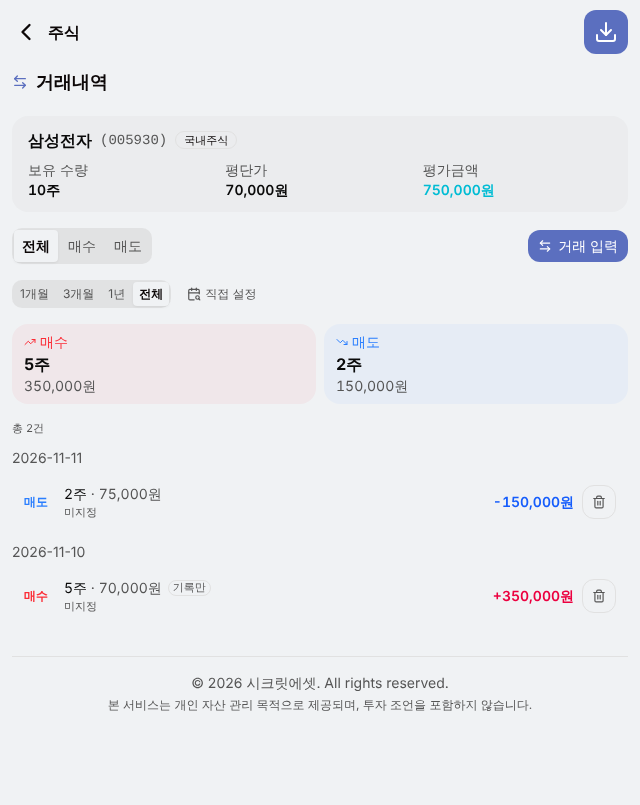 주식
거래내역
삼성전자 (005930) 국내주식
보유 수량 평단가 평가금액
10주 70,000원 750,000원
전체 매수 매도 거래 입력
1개월 3개월 1년 전체 직접 설정
매수
5주
350,000원
매도
2주
150,000원
총 2건
2026-11-11
매도 2주 · 75,000원 -150,000원
미지정
2026-11-10
매수 5주 · 70,000원 기록만 +350,000원
미지정
© 2026 시크릿에셋. All rights reserved.
본 서비스는 개인 자산 관리 목적으로 제공되며, 투자 조언을 포함하지 않습니다.